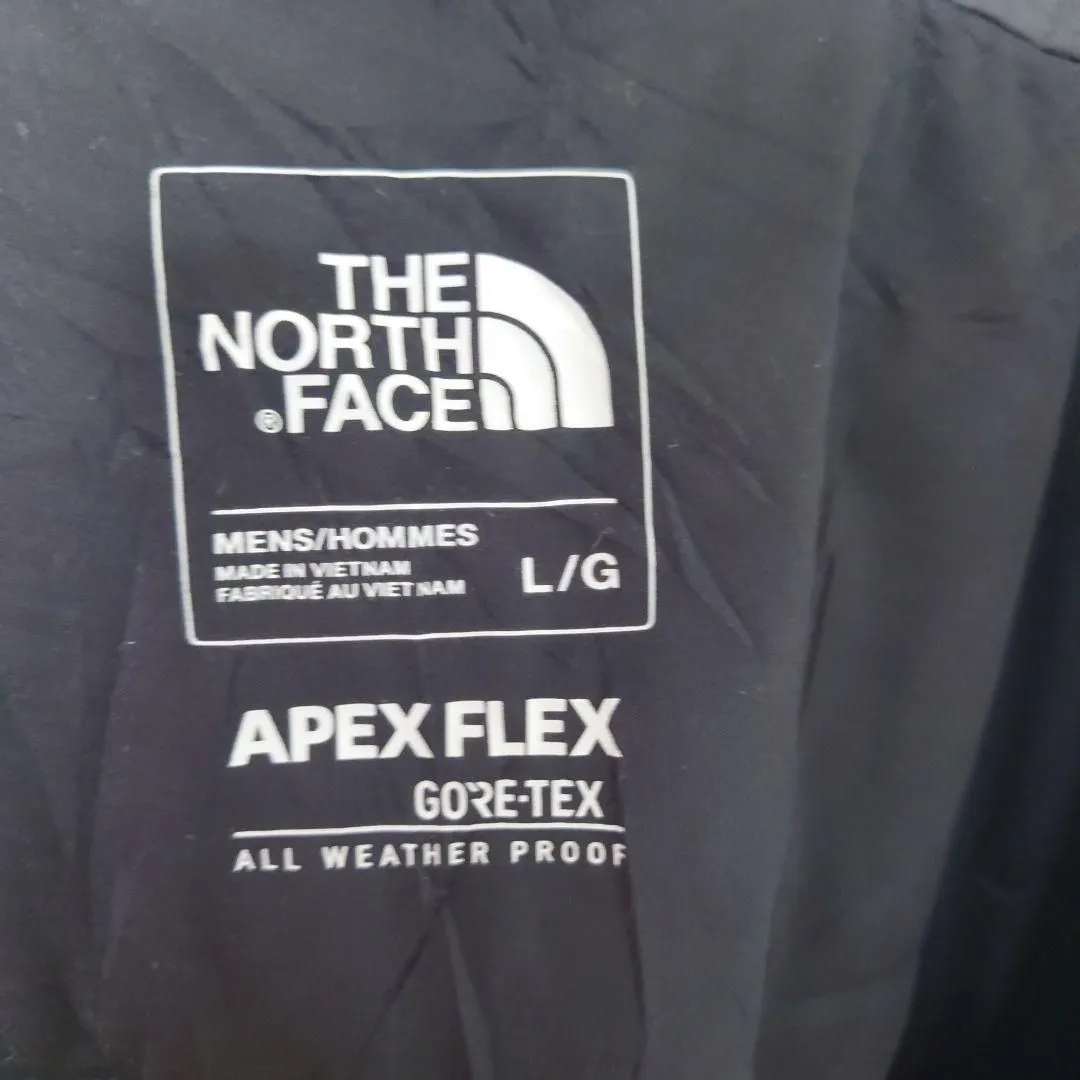 THE
NORTH
®FACE
MENS/HOMMES
MADE IN VIETNAM
FABRIQUÉ AU VIET NAM
L/G
APEX FLEX
GORE-TEX
ALL WEATHER PROOF